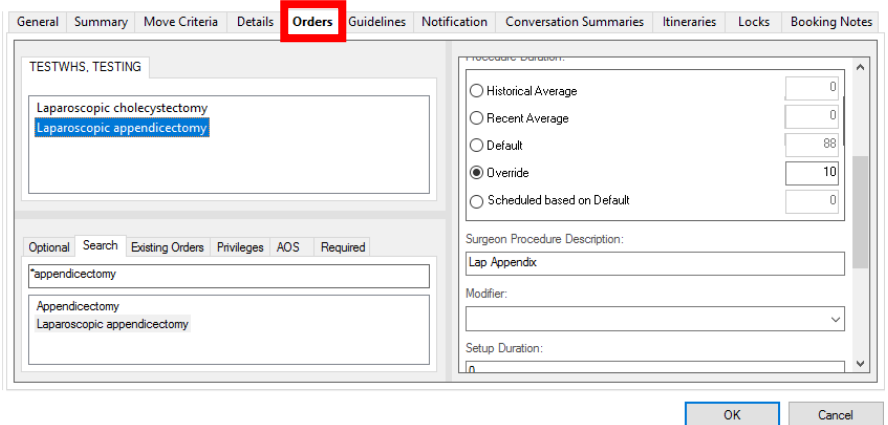 General Summary Move Criteria Details Orders Guidelines Notification Conversation Summaries Itineraries Locks Booking Notes
TESTWHS, TESTING
Laparoscopic cholecystectomy
Laparoscopic appendicectomy
Optional Search Existing Orders Privileges AOS Required
*appendicectomy
Appendicectomy
Laparoscopic appendicectomy
Procedure Duration:
Historical Average 0
Recent Average 0
Default 88
Override 10
Scheduled based on Default 0
Surgeon Procedure Description:
Lap Appendix
Modifier:
Setup Duration:
0
OK Cancel